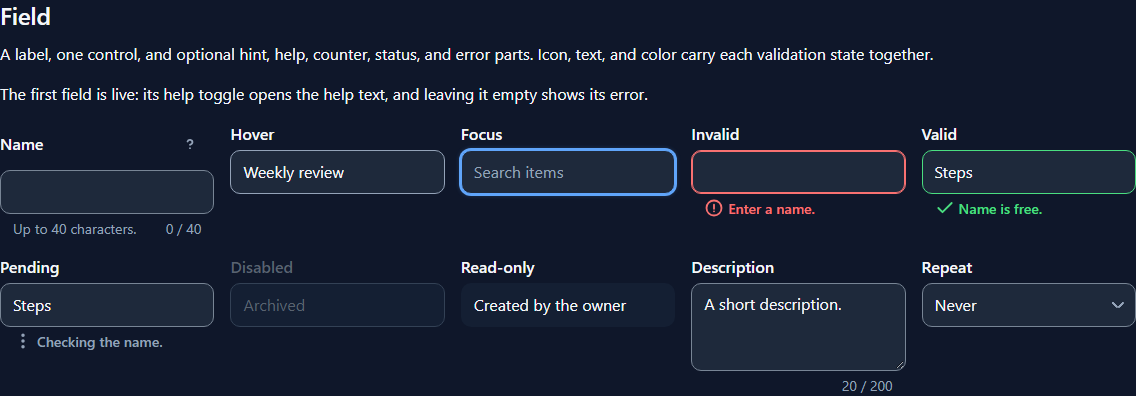 Field
A label, one control, and optional hint, help, counter, status, and error parts. Icon, text, and color carry each validation state together.
The first field is live: its help toggle opens the help text, and leaving it empty shows its error.
Name ?
Up to 40 characters. 0 / 40
Hover
Weekly review
Focus
Search items
Invalid
Enter a name.
Valid
Steps
Name is free.
Pending
Steps
Checking the name.
Disabled
Archived
Read-only
Created by the owner
Description
A short description.
20 / 200
Repeat
Never